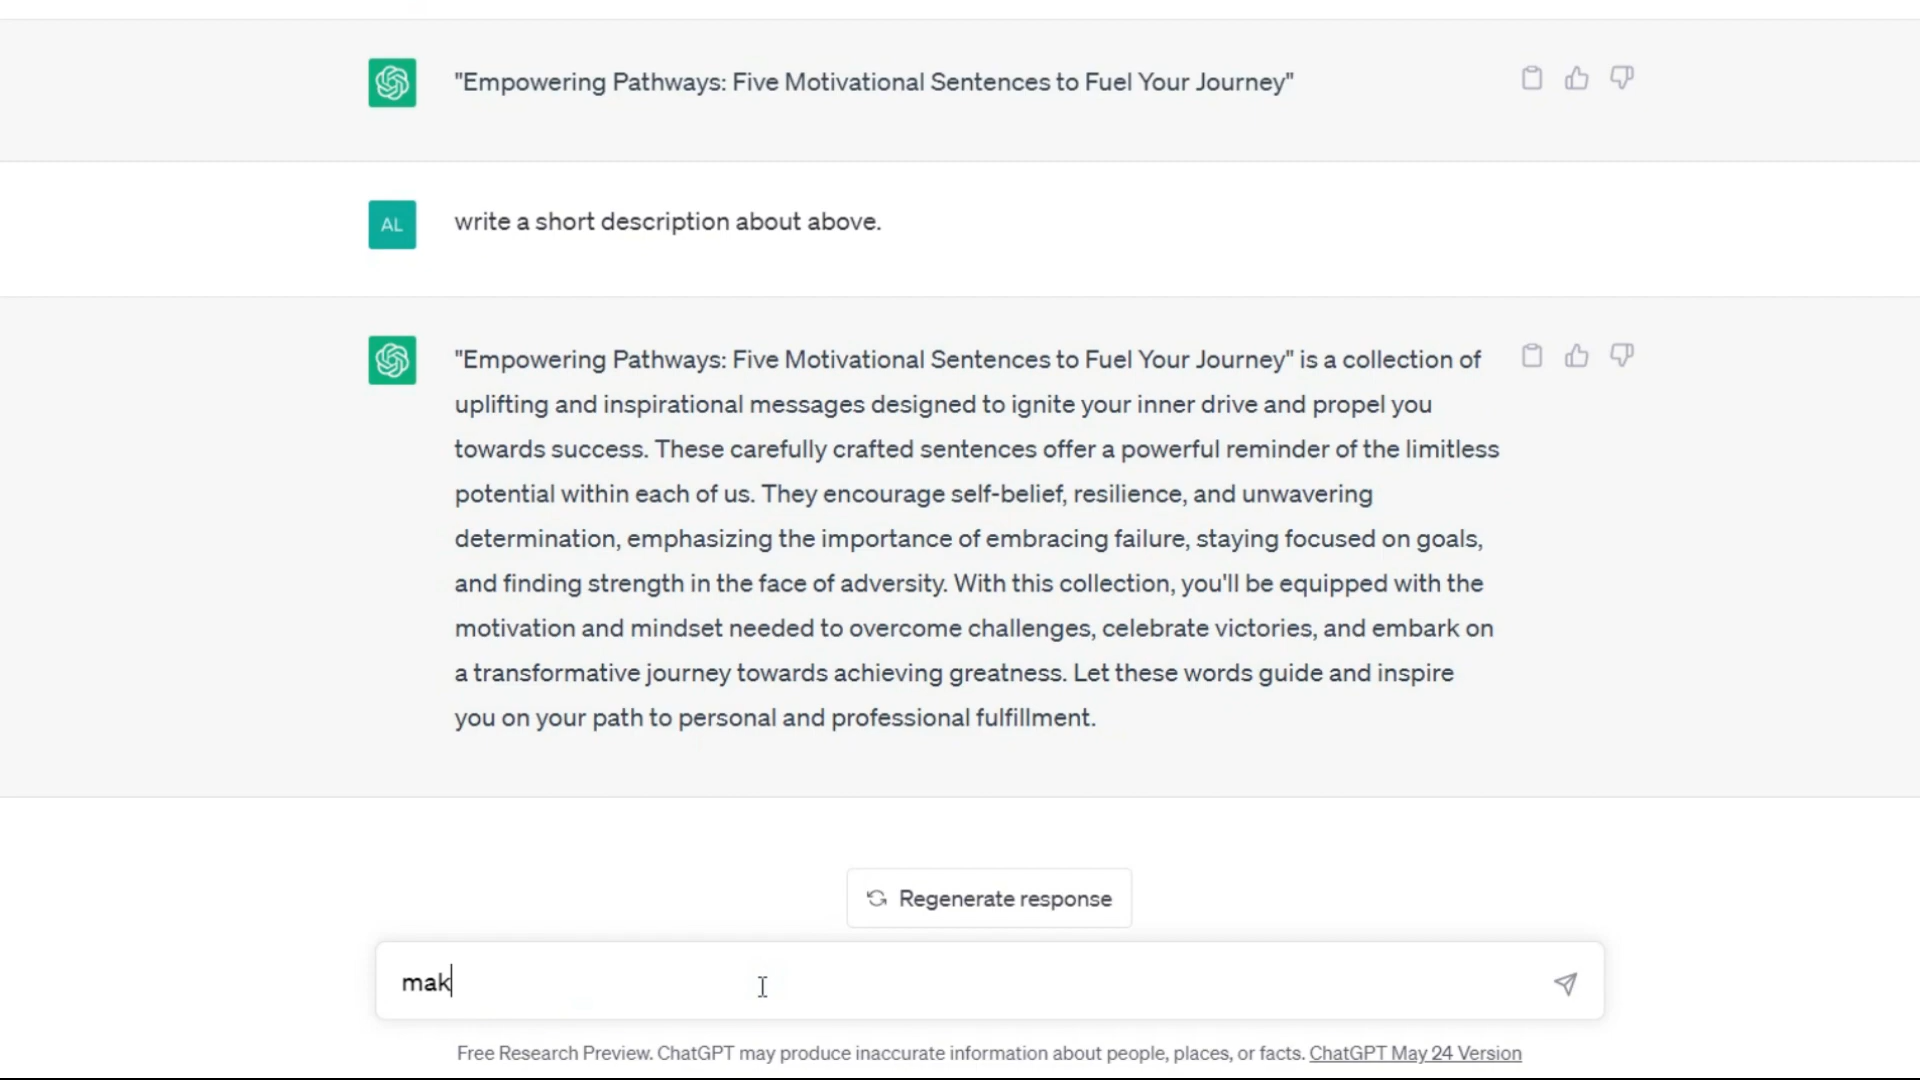 "Empowering Pathways: Five Motivational Sentences to Fuel Your Journey"
AL
write a short description about above.
"Empowering Pathways: Five Motivational Sentences to Fuel Your Journey" is a collection of
uplifting and inspirational messages designed to ignite your inner drive and propel you
towards success. These carefully crafted sentences offer a powerful reminder of the limitless
potential within each of us. They encourage self-belief, resilience, and unwavering
determination, emphasizing the importance of embracing failure, staying focused on goals,
and finding strength in the face of adversity. With this collection, you'll be equipped with the
motivation and mindset needed to overcome challenges, celebrate victories, and embark on
a transformative journey towards achieving greatness. Let these words guide and inspire
you on your path to personal and professional fulfillment.
Regenerate response
mak
Free Research Preview. ChatGPT may produce inaccurate information about people, places, or facts. ChatGPT May 24 Version